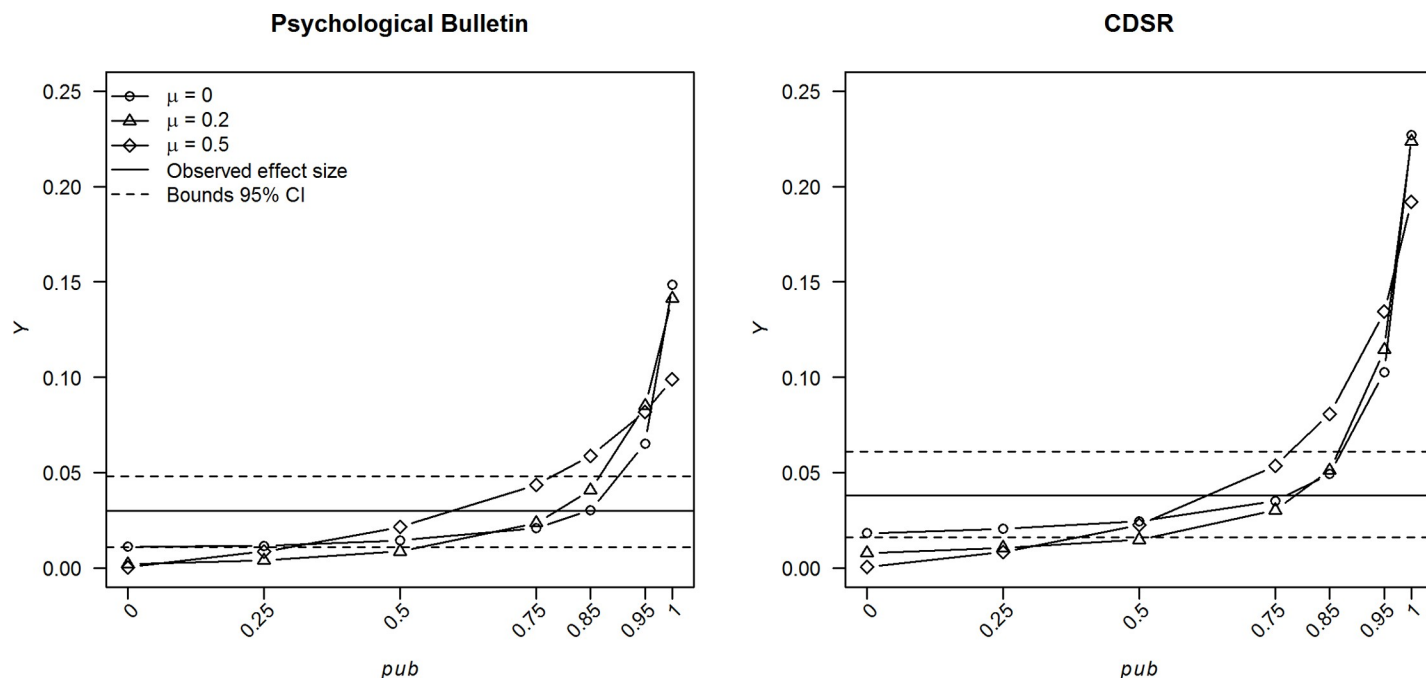 Psychological Bulletin
0.25
0.20
0.15
0.10
0.05
0.00
Y
μ = 0
μ = 0.2
μ = 0.5
Observed effect size
Bounds 95% CI
0
0.25
0.5
0.75
0.85
0.95
1
pub
CDSR
0.25
0.20
0.15
0.10
0.05
0.00
Y
0
0.25
0.5
0.75
0.85
0.95
1
pub